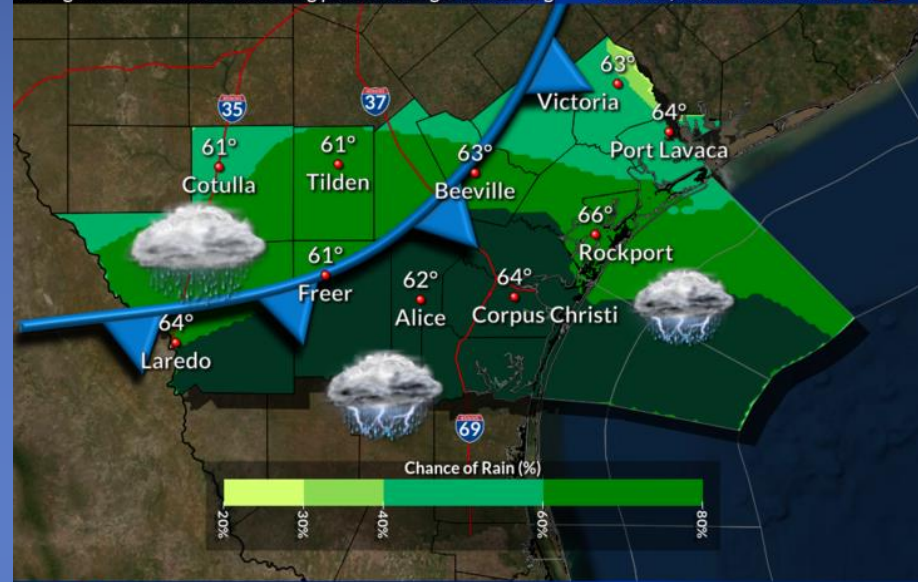 35
37
63°
Victoria
64°
Port Lavaca
61°
Cotulla
61°
Tilden
63°
Beeville
66°
Rockport
61°
Freer
62°
Alice
64°
Corpus Christi
64°
Laredo
69
Chance of Rain (%)
20%
30%
40%
60%
80%